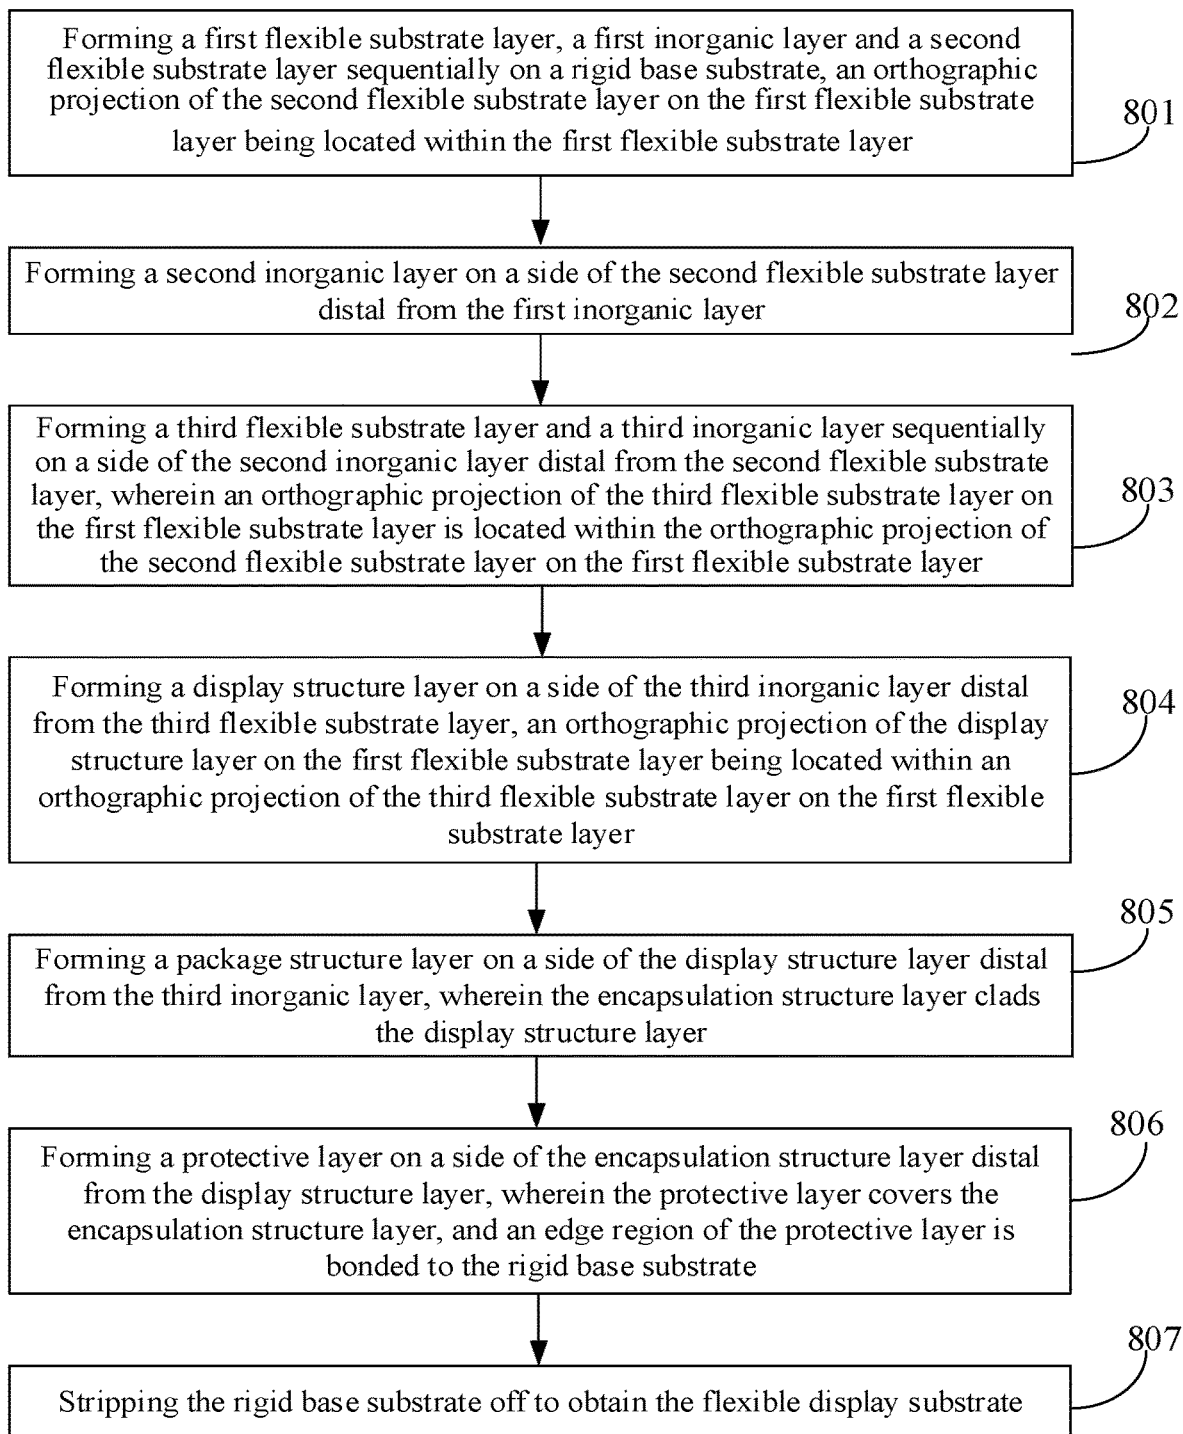 Forming a first flexible substrate layer, a first inorganic layer and a second
flexible substrate layer sequentially on a rigid base substrate, an orthographic
projection of the second flexible substrate layer on the first flexible substrate
layer being located within the first flexible substrate layer
801
Forming a second inorganic layer on a side of the second flexible substrate layer
distal from the first inorganic layer
802
Forming a third flexible substrate layer and a third inorganic layer sequentially
on a side of the second inorganic layer distal from the second flexible substrate
layer, wherein an orthographic projection of the third flexible substrate layer on
the first flexible substrate layer is located within the orthographic projection of
the second flexible substrate layer on the first flexible substrate layer
803
Forming a display structure layer on a side of the third inorganic layer distal
from the third flexible substrate layer, an orthographic projection of the display
structure layer on the first flexible substrate layer being located within an
orthographic projection of the third flexible substrate layer on the first flexible
substrate layer
804
Forming a package structure layer on a side of the display structure layer distal
from the third inorganic layer, wherein the encapsulation structure layer clads
the display structure layer
805
Forming a protective layer on a side of the encapsulation structure layer distal
from the display structure layer, wherein the protective layer covers the
encapsulation structure layer, and an edge region of the protective layer is
bonded to the rigid base substrate
806
Stripping the rigid base substrate off to obtain the flexible display substrate
807